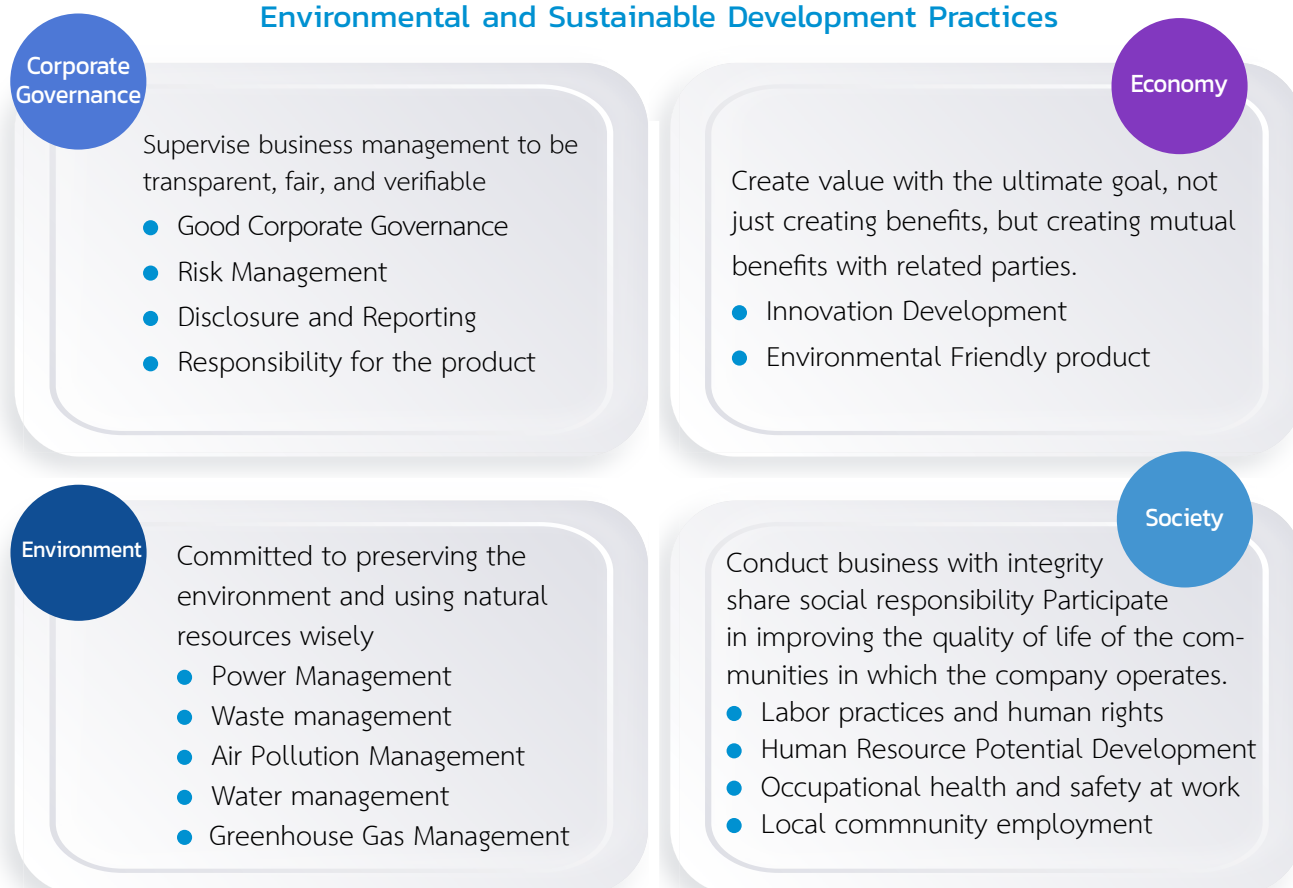 Environmental and Sustainable Development Practices
Corporate
Governance
Supervise business management to be
transparent, fair, and verifiable
Good Corporate Governance
Risk Management
Disclosure and Reporting
Responsibility for the product
Economy
Create value with the ultimate goal, not
just creating benefits, but creating mutual
benefits with related parties.
Innovation Development
Environmental Friendly product
Environment
Committed to preserving the
environment and using natural
resources wisely
Power Management
Waste management
Air Pollution Management
Water management
Greenhouse Gas Management
Society
Conduct business with integrity
share social responsibility Participate
in improving the quality of life of the com-
munities in which the company operates.
Labor practices and human rights
Human Resource Potential Development
Occupational health and safety at work
Local commnunity employment